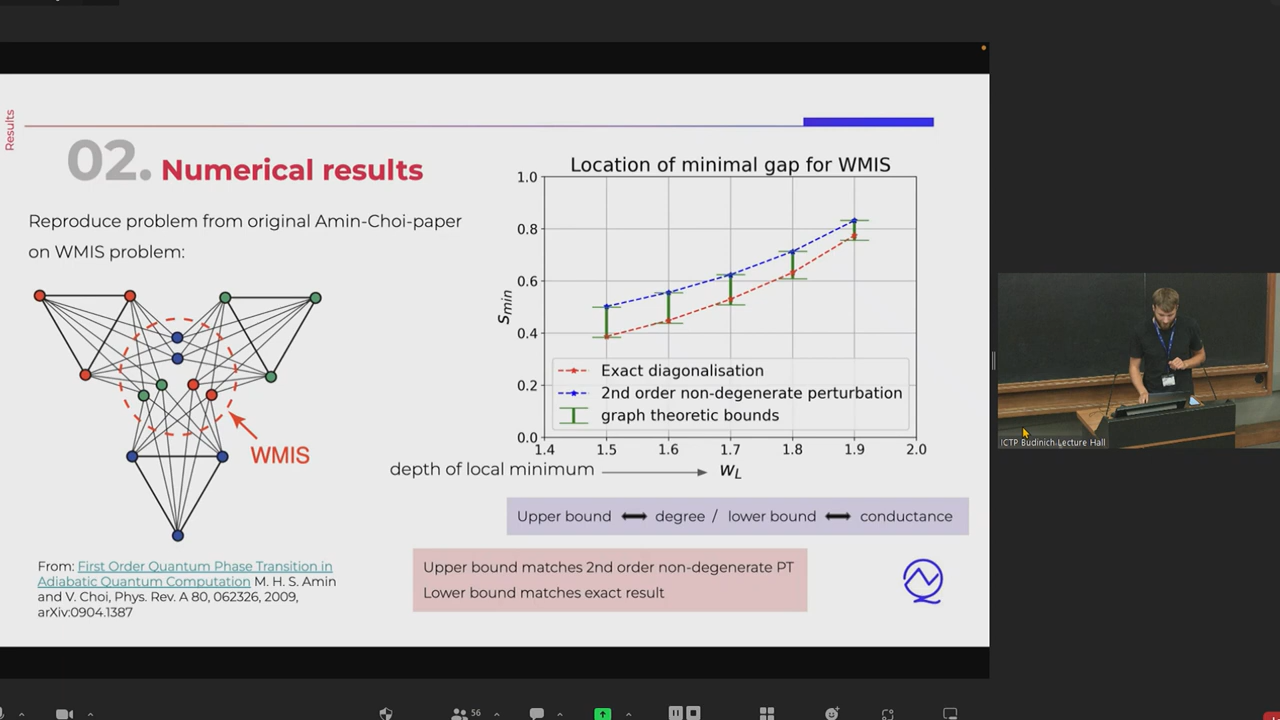 Results
02. Numerical results
Reproduce problem from original Amin-Choi-paper
on WMIS problem:
WMIS
From: First Order Quantum Phase Transition in
Adiabatic Quantum Computation M. H. S. Amin
and V. Choi, Phys. Rev. A 80, 062326, 2009,
arXiv:0904.1387
Location of minimal gap for WMIS
1.0
0.8
0.6
0.4
0.2
0.0
Smin
Exact diagonalisation
2nd order non-degenerate perturbation
graph theoretic bounds
1.4 1.5 1.6 1.7 1.8 1.9 2.0
depth of local minimum WL
Upper bound degree / lower bound conductance
Upper bound matches 2nd order non-degenerate PT
Lower bound matches exact result
ICTP Budinich Lecture Hall
56